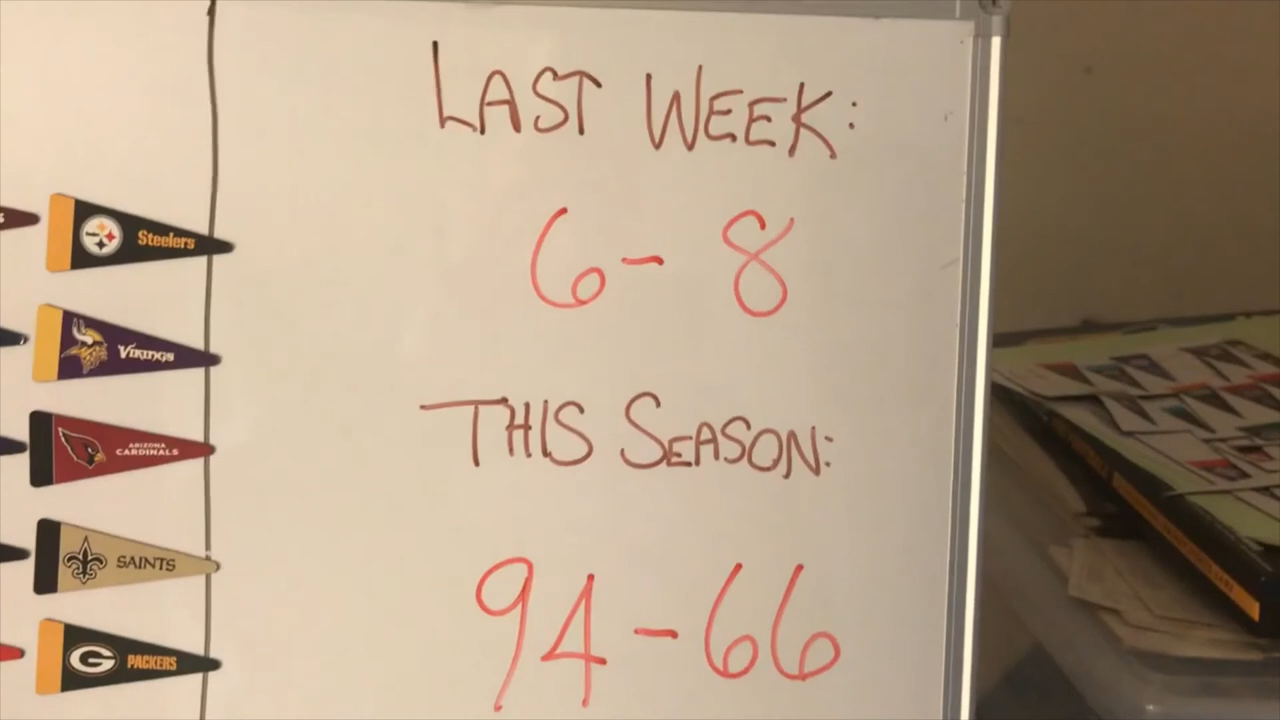 LAST WEEK:
6 - 8
THIS SEASON:
94 - 66
Steelers
VIKINGS
ARIZONA
CARDINALS
SAINTS
G PACKERS